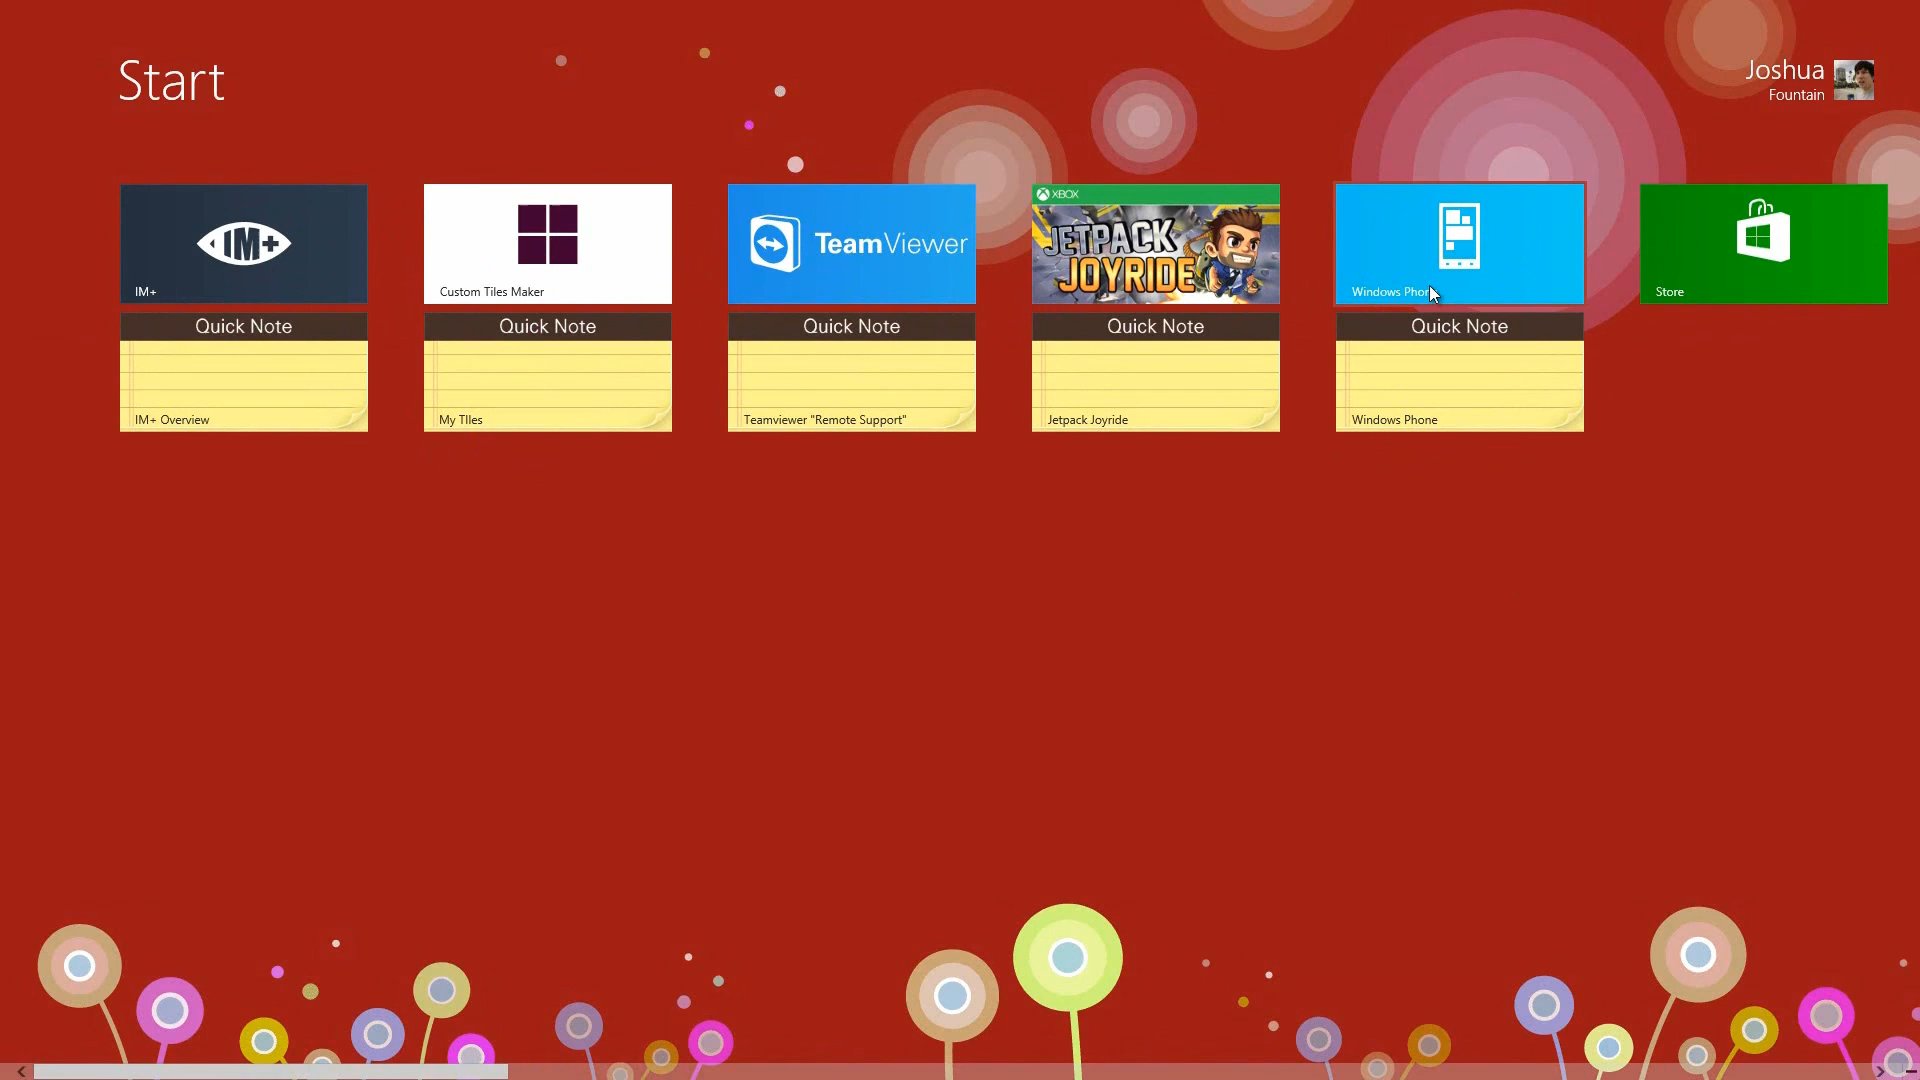 Start
Joshua
Fountain
IM+
IM+
Custom Tiles Maker
TeamViewer
XBOX
JETPACK
JOYRIDE
Windows Phon
Store
Quick Note
IM+ Overview
Quick Note
My TIles
Quick Note
Teamviewer "Remote Support"
Quick Note
Jetpack Joyride
Quick Note
Windows Phone